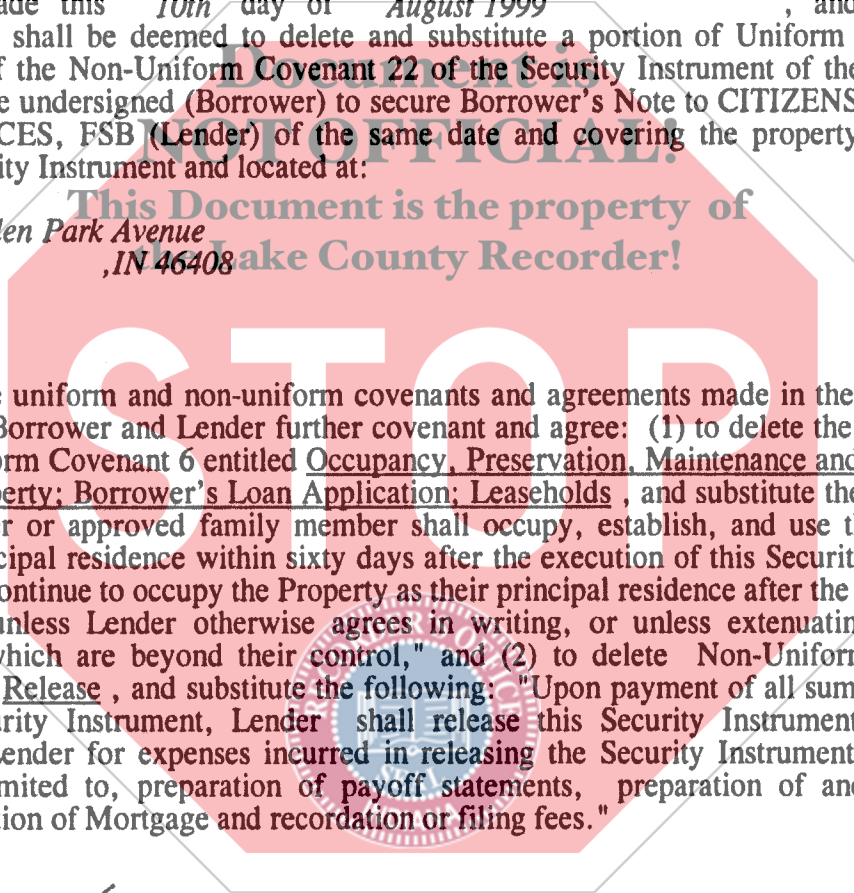 ade this 10th day of August 1999 , and
shall be deemed to delete and substitute a portion of Uniform
f the Non-Uniform Covenant 22 of the Security Instrument of the
Document is
e undersigned (Borrower) to secure Borrower's Note to CITIZENS
CES, FSB (Lender) of the same date and covering the property
NOT OFFICIAL!
ity Instrument and located at:
This Document is the property of
en Park Avenue
the Lake County Recorder!
,IN 46408
STOP
e uniform and non-uniform covenants and agreements made in the
Borrower and Lender further covenant and agree: (1) to delete the
orm Covenant 6 entitled Occupancy, Preservation, Maintenance and
perty; Borrower's Loan Application; Leaseholds , and substitute the
er or approved family member shall occupy, establish, and use t
cipal residence within sixty days after the execution of this Securit
ontinue to occupy the Property as their principal residence after the
unless Lender otherwise agrees in writing, or unless extenuatin
which are beyond their control," and (2) to delete Non-Uniform
Release , and substitute the following: "Upon payment of all sum
urity Instrument, Lender shall release this Security Instrument
ender for expenses incurred in releasing the Security Instrument
mited to, preparation of payoff statements, preparation of and
ion of Mortgage and recordation or filing fees."
SEAL
INDIANA